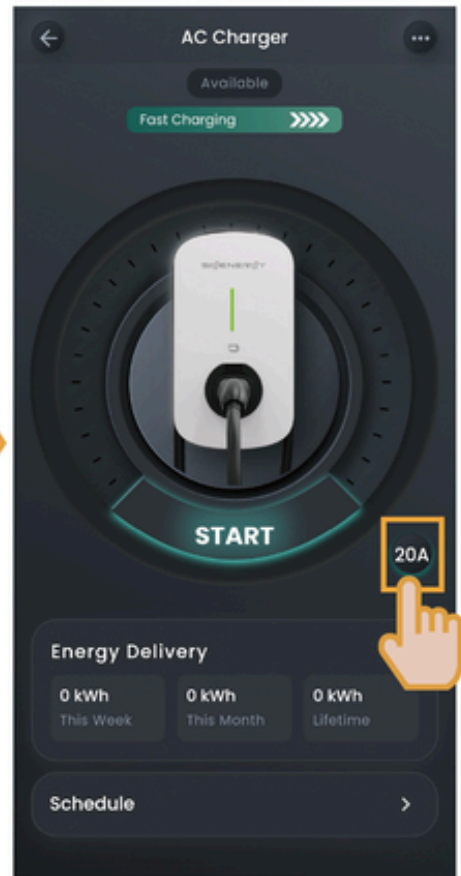 AC Charger
Available
Fast Charging
SIGENERGY
START
20A
Energy Delivery
0 kWh
This Week
0 kWh
This Month
0 kWh
Lifetime
Schedule